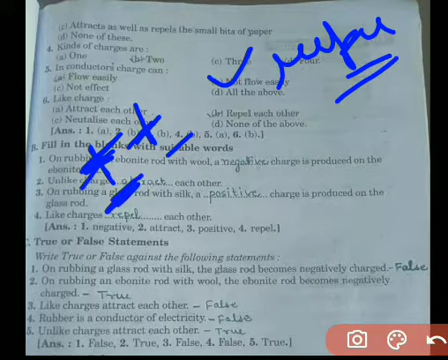 (c) Attracts as well as repels the small bits of paper
(d) None of these.
4. Kinds of charges are :
(a) One (b) Two (c) Three (d) Four
5. In conductors charge can :
(a) Flow easily (b) Not flow easily
(c) Not effect (d) All the above.
6. Like charge
(a) Attract each other (b) Repel each other
(c) Neutralise each other (d) None of the above.
[Ans. : 1. (a), 2. (b) (b), 4. (b), 5. (a), 6. (b).]
B. Fill in the blanks with suitable words
1. On rubbing ebonite rod with wool, a negative charge is produced on the
ebonite
2. Unlike charges attract each other.
3. On rubbing a glass rod with silk, a positive charge is produced on the
glass rod.
4. Like charges repel each other.
[Ans. : 1. negative, 2. attract, 3. positive, 4. repel.]
C. True or False Statements
Write True or False against the following statements :
1. On rubbing a glass rod with silk, the glass rod becomes negatively charged. - False
2. On rubbing an ebonite rod with wool, the ebonite rod becomes negatively
charged. - True
3. Like charges attract each other. - False
4. Rubber is a conductor of electricity. - False
5. Unlike charges attract each other. - True
[Ans. : 1. False, 2. True, 3. False, 4. False, 5. True.]